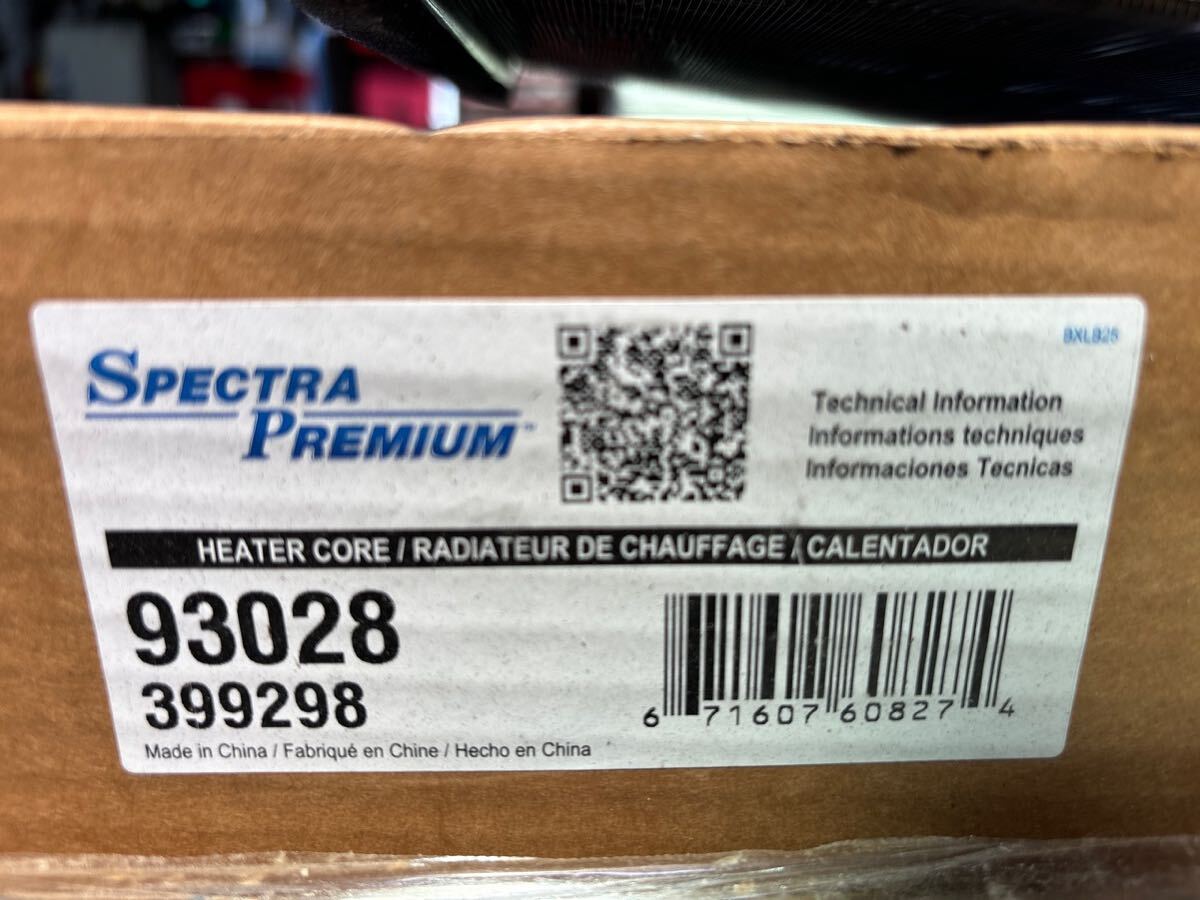 SPECTRA
PREMIUM™
BXLB25
Technical Information
Informations techniques
Informaciones Tecnicas
HEATER CORE / RADIATEUR DE CHAUFFAGE / CALENTADOR
93028
399298
6 71607 60827 4
Made in China / Fabriqué en Chine / Hecho en China